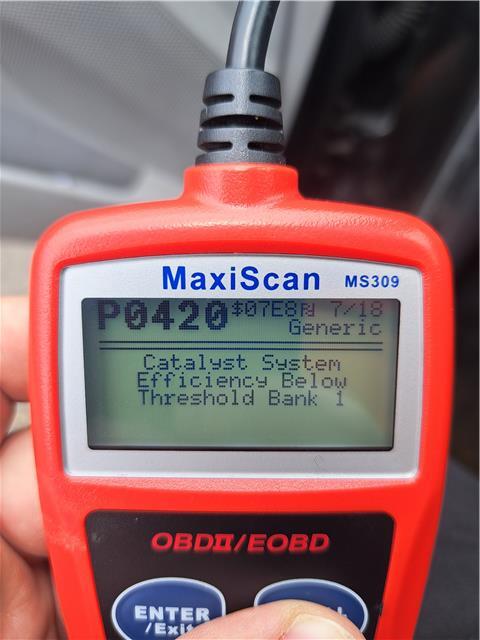 MaxiScan MS309
P0420 $07E8 7/18
Generic
Catalyst System
Efficiency Below
Threshold Bank 1
OBDII/EOBD
ENTER
/Exit